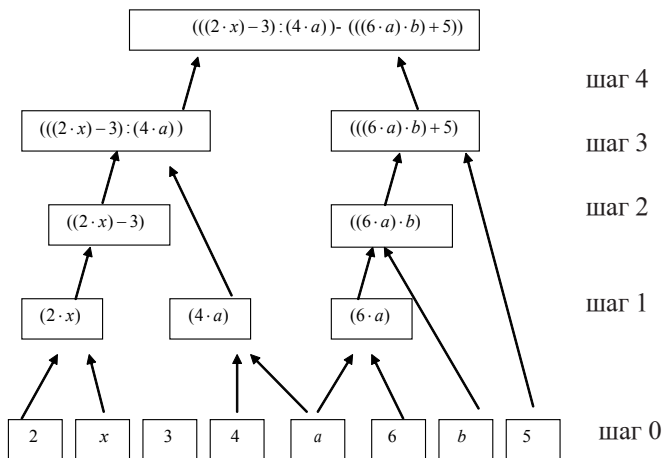 (((2·x)−3):(4·a))- (((6·a)·b)+5))
шаг 4
(((2·x)−3):(4·a))
(((6·a)·b)+5)
шаг 3
((2·x)−3)
((6·a)·b)
шаг 2
(2·x)
(4·a)
(6·a)
шаг 1
2
x
3
4
a
6
b
5
шаг 0